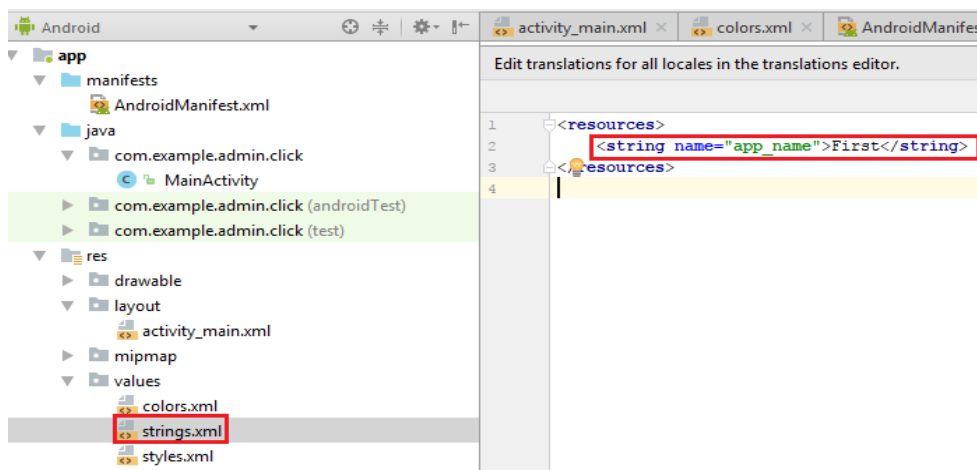 Android
app
manifests
AndroidManifest.xml
java
com.example.admin.click
C MainActivity
com.example.admin.click (androidTest)
com.example.admin.click (test)
res
drawable
layout
activity_main.xml
mipmap
values
colors.xml
strings.xml
styles.xml
activity_main.xml × colors.xml × AndroidManifes
Edit translations for all locales in the translations editor.
1 <resources>
2 <string name="app_name">First</string>
3 </resources>
4